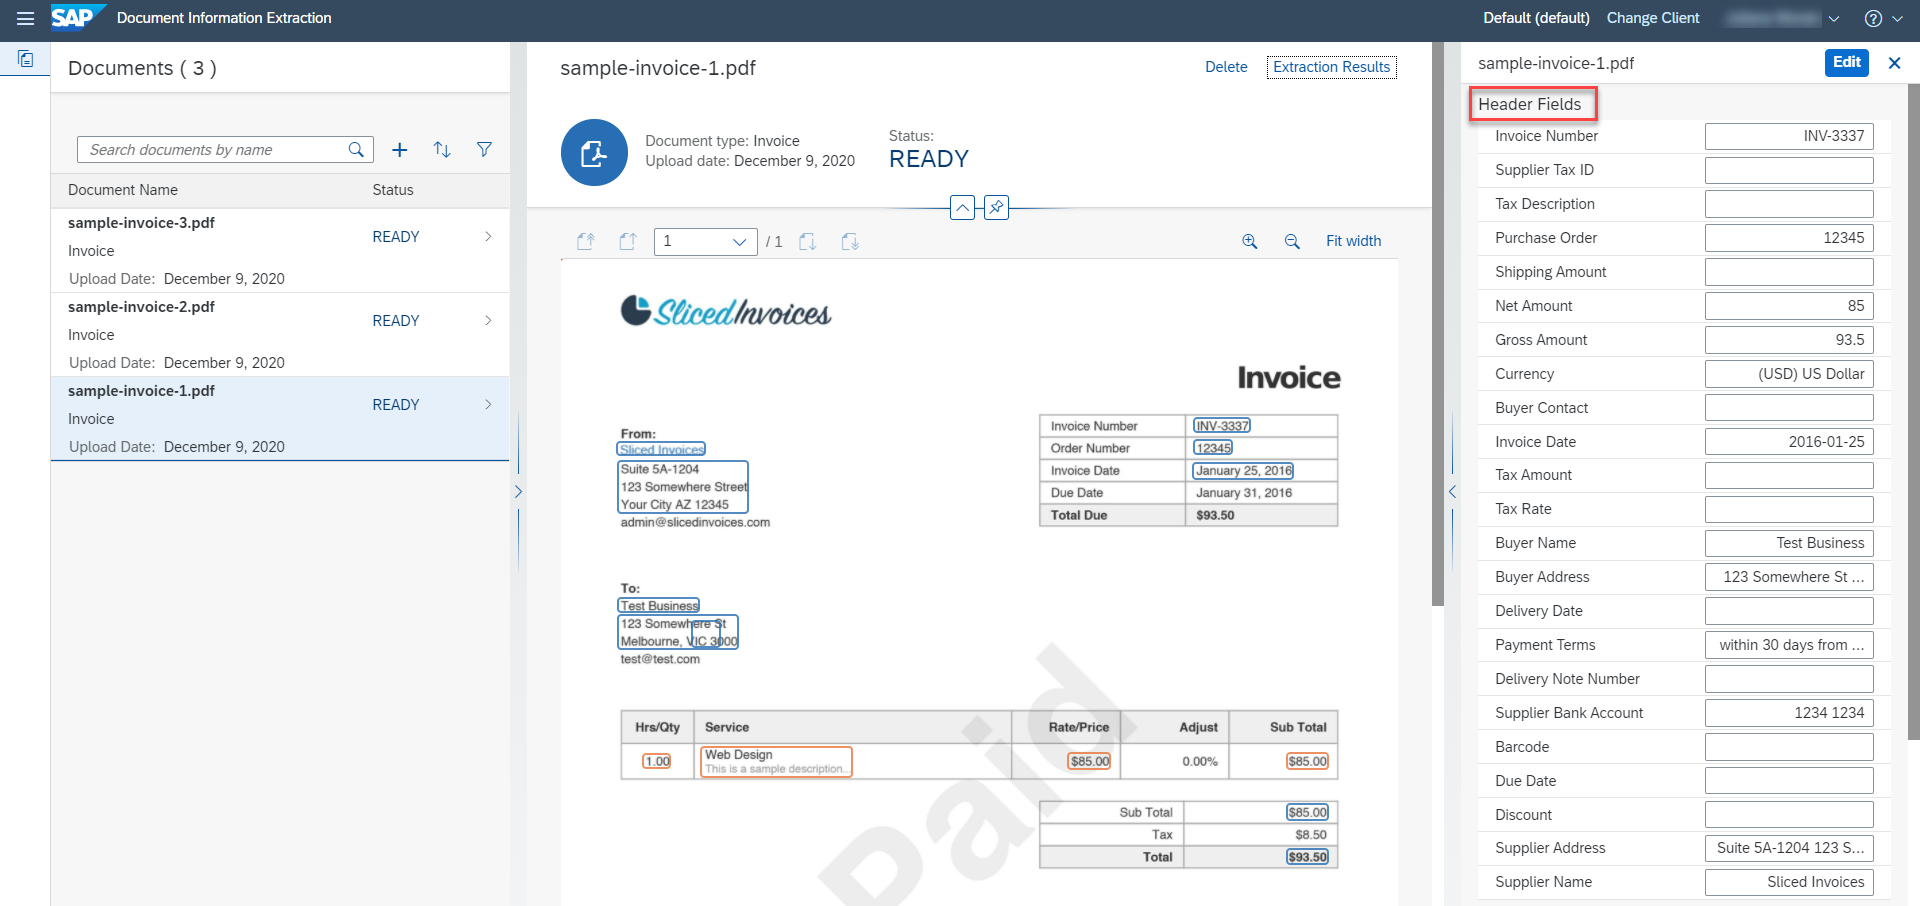 SAP Document Information Extraction
Default (default) Change Client
Documents ( 3 )
Search documents by name
Document Name Status
sample-invoice-3.pdf
READY
Invoice
Upload Date: December 9, 2020
sample-invoice-2.pdf
READY
Invoice
Upload Date: December 9, 2020
sample-invoice-1.pdf
READY
Invoice
Upload Date: December 9, 2020
sample-invoice-1.pdf
Delete Extraction Results
Document type: Invoice
Upload date: December 9, 2020
Status:
READY
1 / 1
Fit width
Sliced Invoices
Invoice
From:
Sliced Invoices
Suite 5A-1204
123 Somewhere Street
Your City AZ 12345
admin@slicedinvoices.com
Invoice Number INV-3337
Order Number 12345
Invoice Date January 25, 2016
Due Date January 31, 2016
Total Due $93.50
To:
Test Business
123 Somewhere St
Melbourne, VIC 3000
test@test.com
Hrs/Qty Service Rate/Price Adjust Sub Total
1.00 Web Design $85.00 0.00% $85.00
This is a sample description...
Sub Total $85.00
Tax $8.50
Total $93.50
Paid
sample-invoice-1.pdf
Edit
Header Fields
Invoice Number INV-3337
Supplier Tax ID
Tax Description
Purchase Order 12345
Shipping Amount
Net Amount 85
Gross Amount 93.5
Currency (USD) US Dollar
Buyer Contact
Invoice Date 2016-01-25
Tax Amount
Tax Rate
Buyer Name Test Business
Buyer Address 123 Somewhere St ...
Delivery Date
Payment Terms within 30 days from ...
Delivery Note Number
Supplier Bank Account 1234 1234
Barcode
Due Date
Discount
Supplier Address Suite 5A-1204 123 S...
Supplier Name Sliced Invoices